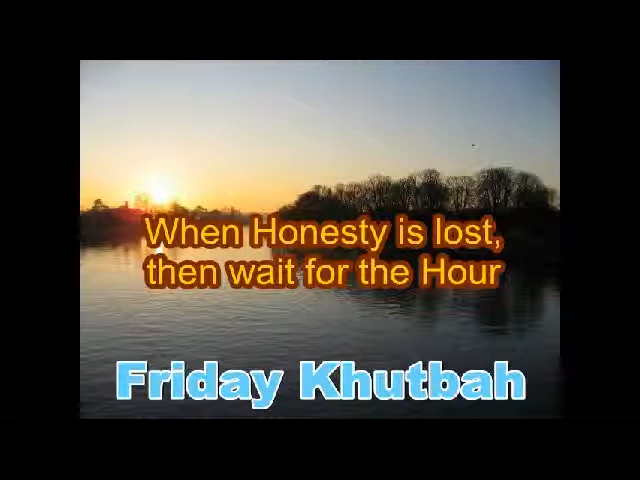 When Honesty is lost,
then wait for the Hour
Friday Khutbah